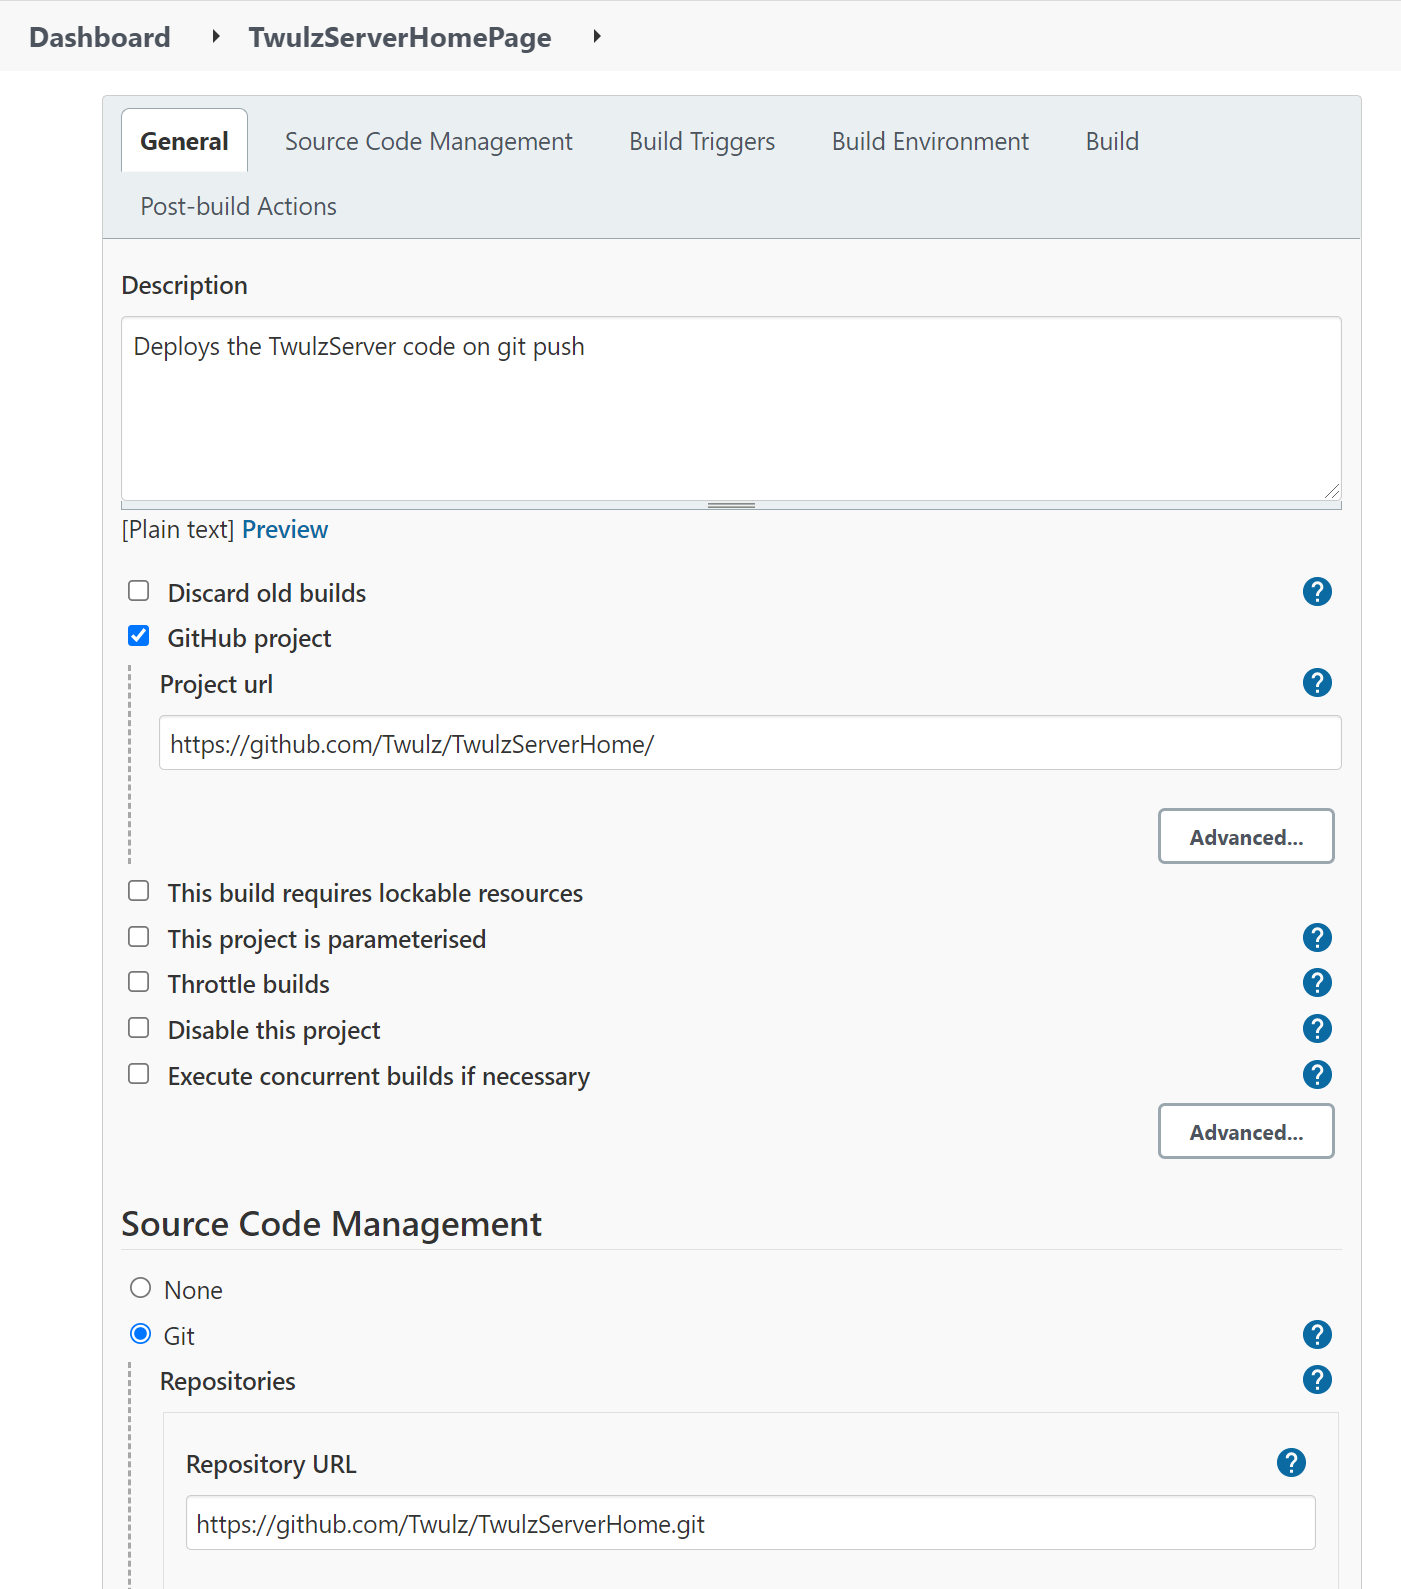 Dashboard TwulzServerHomePage
General Source Code Management Build Triggers Build Environment Build
Post-build Actions
Description
Deploys the TwulzServer code on git push
[Plain text] Preview
Discard old builds ?
GitHub project
Project url ?
https://github.com/Twulz/TwulzServerHome/
Advanced...
This build requires lockable resources
This project is parameterised ?
Throttle builds ?
Disable this project ?
Execute concurrent builds if necessary ?
Advanced...
Source Code Management
None
Git ?
Repositories ?
Repository URL ?
https://github.com/Twulz/TwulzServerHome.git